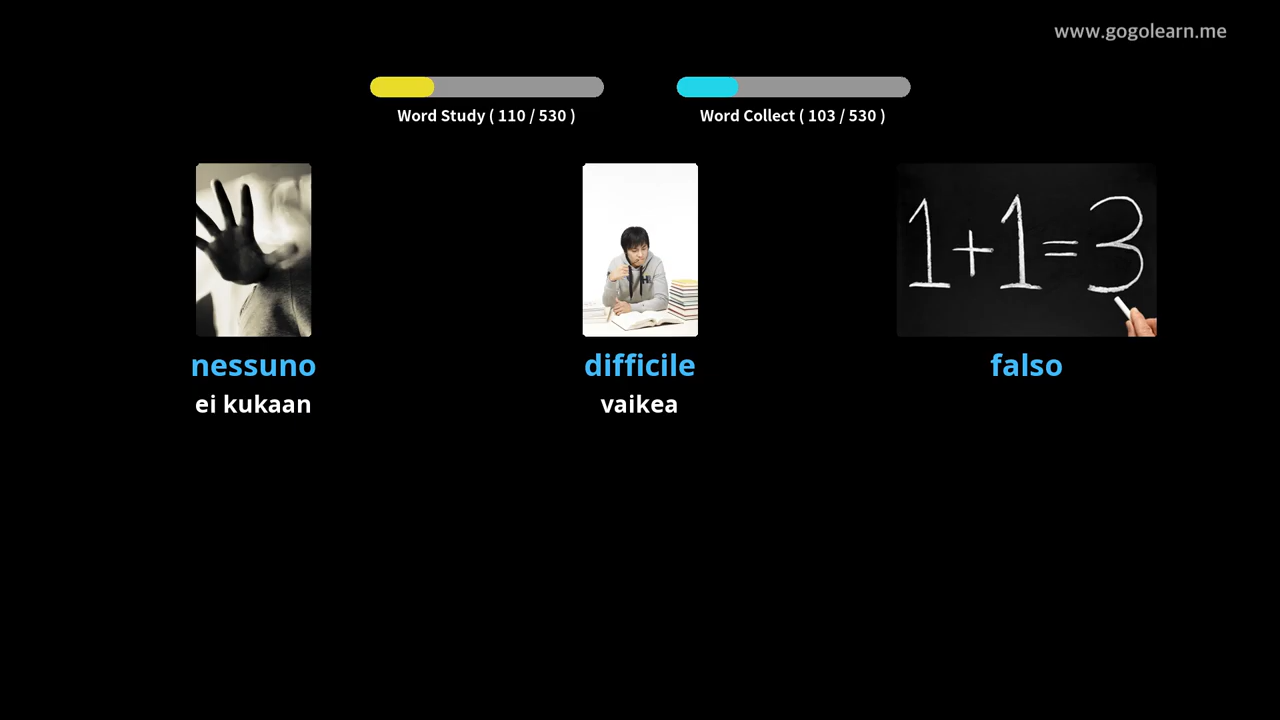 www.gogolearn.me
Word Study ( 110 / 530 )
Word Collect ( 103 / 530 )
1+1=3
nessuno
difficile
falso
ei kukaan
vaikea